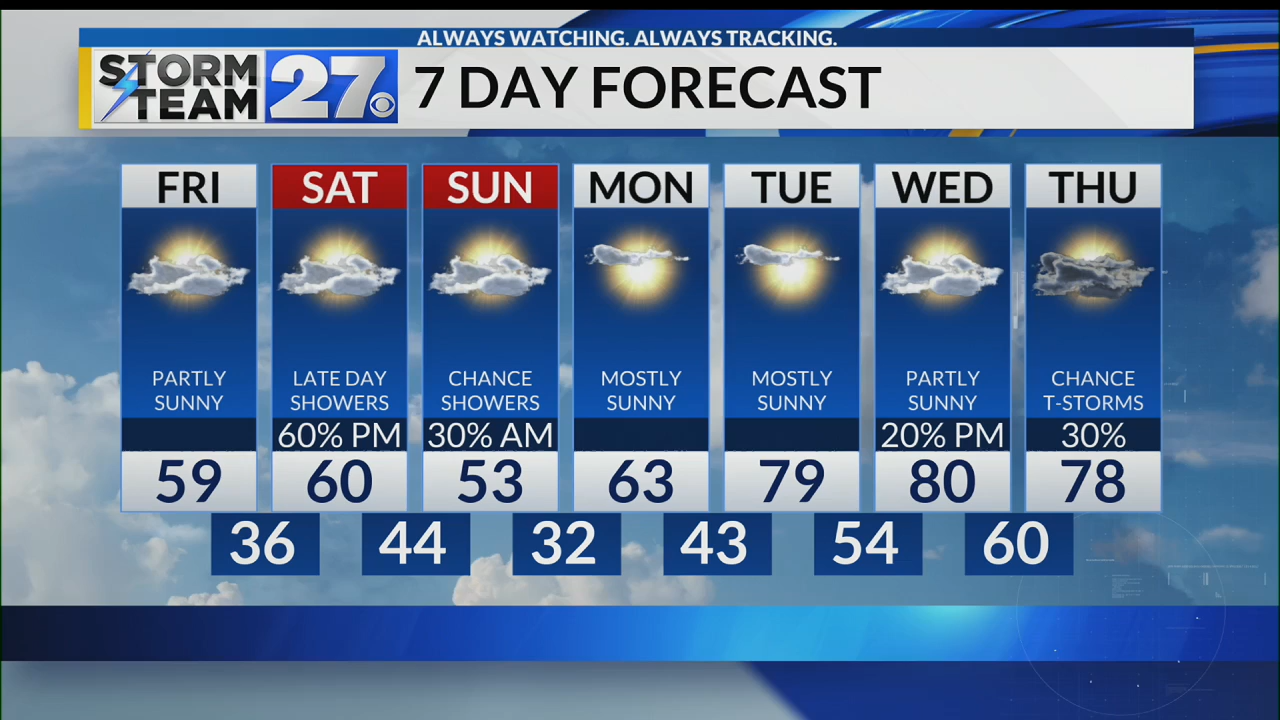 ALWAYS WATCHING. ALWAYS TRACKING.
STORM TEAM 27
7 DAY FORECAST
FRI SAT SUN MON TUE WED THU
PARTLY LATE DAY CHANCE MOSTLY MOSTLY PARTLY CHANCE
SUNNY SHOWERS SHOWERS SUNNY SUNNY SUNNY T-STORMS
60% PM 30% AM 20% PM 30%
59 60 53 63 79 80 78
36 44 32 43 54 60